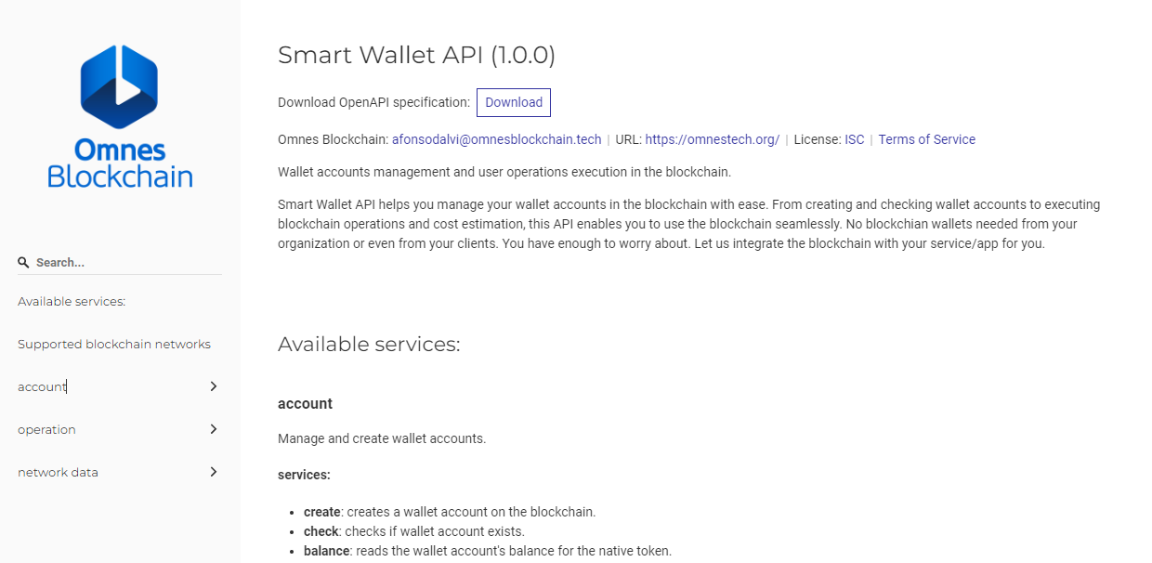 Omnes
Blockchain
Search...
Available services:
Supported blockchain networks
account
operation
network data
Smart Wallet API (1.0.0)
Download OpenAPI specification: Download
Omnes Blockchain: afonsodalvi@omnesblockchain.tech | URL: https://omnestech.org/ | License: ISC | Terms of Service
Wallet accounts management and user operations execution in the blockchain.
Smart Wallet API helps you manage your wallet accounts in the blockchain with ease. From creating and checking wallet accounts to executing
blockchain operations and cost estimation, this API enables you to use the blockchain seamlessly. No blockchian wallets needed from your
organization or even from your clients. You have enough to worry about. Let us integrate the blockchain with your service/app for you.
Available services:
account
Manage and create wallet accounts.
services:
• create: creates a wallet account on the blockchain.
• check: checks if wallet account exists.
• balance: reads the wallet account's balance for the native token.